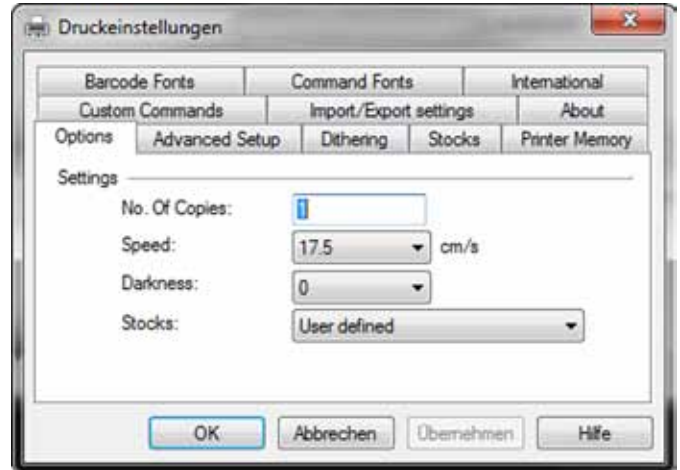 Druckeinstellungen
Barcode Fonts Command Fonts International
Custom Commands Import/Export settings About
Options Advanced Setup Dithering Stocks Printer Memory
Settings
No. Of Copies: 1
Speed: 17.5 cm/s
Darkness: 0
Stocks: User defined
OK Abbrechen Übernehmen Hilfe